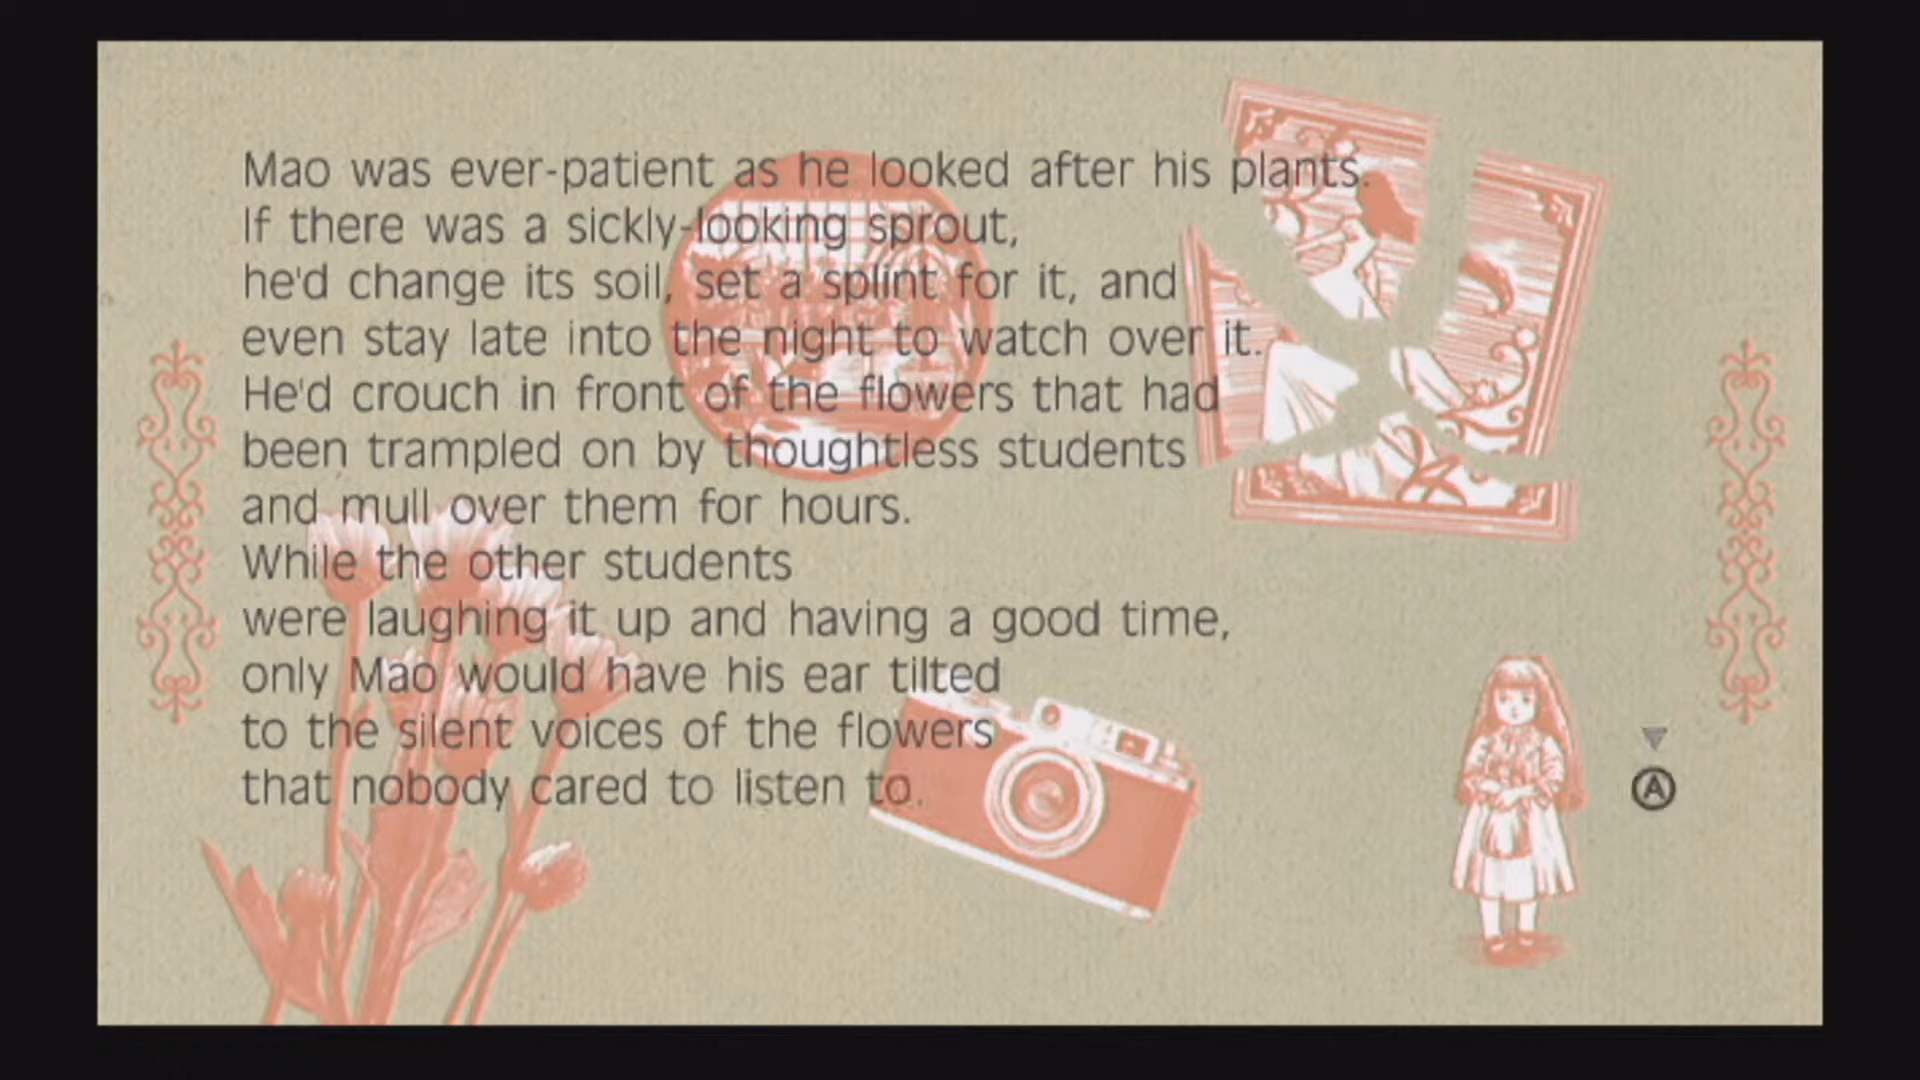 Mao was ever-patient as he looked after his plants.
If there was a sickly-looking sprout,
he'd change its soil, set a splint for it, and
even stay late into the night to watch over it.
He'd crouch in front of the flowers that had
been trampled on by thoughtless students
and mull over them for hours.
While the other students
were laughing it up and having a good time,
only Mao would have his ear tilted
to the silent voices of the flowers
that nobody cared to listen to.
A